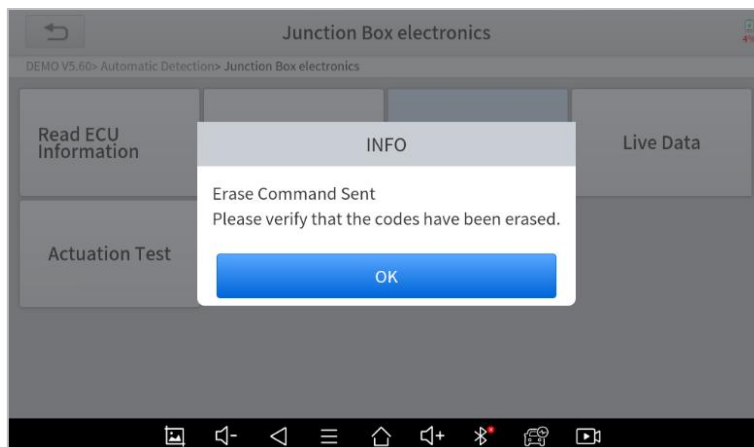 Junction Box electronics
4%
DEMO V5.60> Automatic Detection> Junction Box electronics
Read ECU
Information
Live Data
INFO
Erase Command Sent
Please verify that the codes have been erased.
OK
Actuation Test